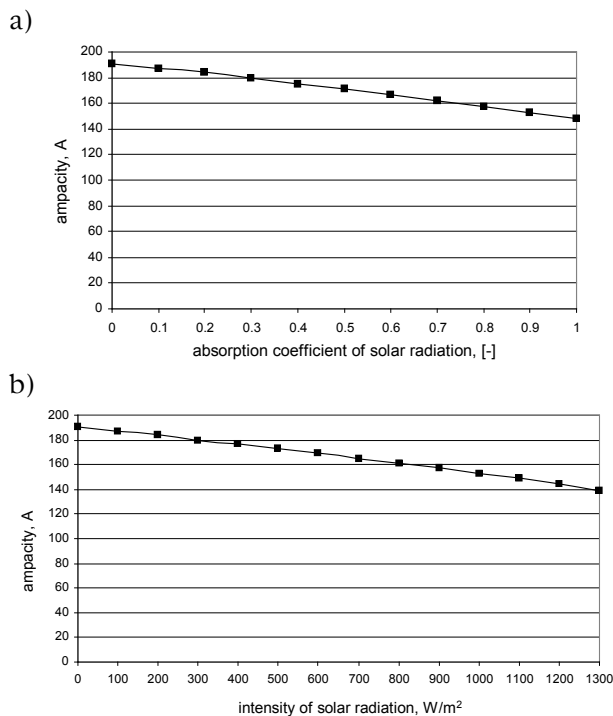 a)
200
180
160
140
120
100
80
60
40
20
0
ampacity, A
0 0.1 0.2 0.3 0.4 0.5 0.6 0.7 0.8 0.9 1
absorption coefficient of solar radiation, [-]
b)
200
180
160
140
120
100
80
60
40
20
0
ampacity, A
0 100 200 300 400 500 600 700 800 900 1000 1100 1200 1300
intensity of solar radiation, W/m²